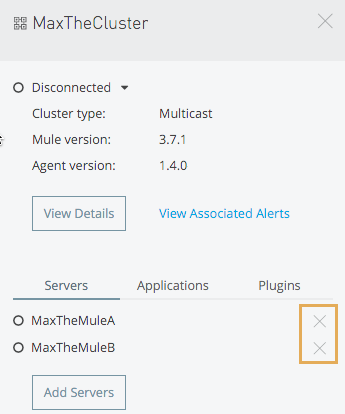 MaxTheCluster
Disconnected
Cluster type: Multicast
Mule version: 3.7.1
Agent version: 1.4.0
View Details View Associated Alerts
Servers Applications Plugins
MaxTheMuleA
MaxTheMuleB
Add Servers